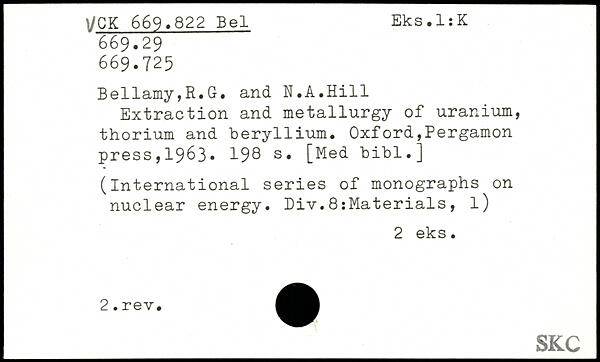 √CK 669.822 Bel Eks.1:K
669.29
669.725
Bellamy,R.G. and N.A.Hill
Extraction and metallurgy of uranium,
thorium and beryllium. Oxford,Pergamon
press,1963. 198 s. [Med bibl.]
(International series of monographs on
nuclear energy. Div.8:Materials, 1)
2 eks.
2.rev.
SKC